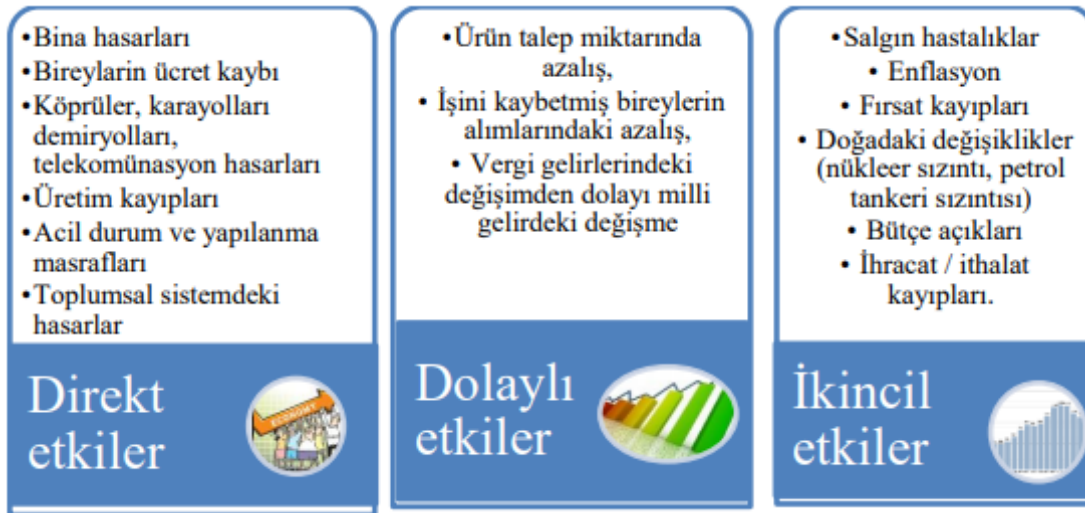 •Bina hasarları
•Bireylarin ücret kaybı
•Köprüler, karayolları
demiryolları,
telekomünasyon hasarları
•Üretim kayıpları
•Acil durum ve yapılanma
masrafları
•Toplumsal sistemdeki
hasarlar
Direkt
etkiler
ECONOMY
•Ürün talep miktarında
azalış,
• İşini kaybetmiş bireylerin
alımlarındaki azalış,
• Vergi gelirlerindeki
değişimden dolayı milli
gelirdeki değişme
Dolaylı
etkiler
•Salgın hastalıklar
• Enflasyon
• Fırsat kayıpları
• Doğadaki değişiklikler
(nükleer sızıntı, petrol
tankeri sızıntısı)
• Bütçe açıkları
• İhracat / ithalat
kayıpları.
İkincil
etkiler